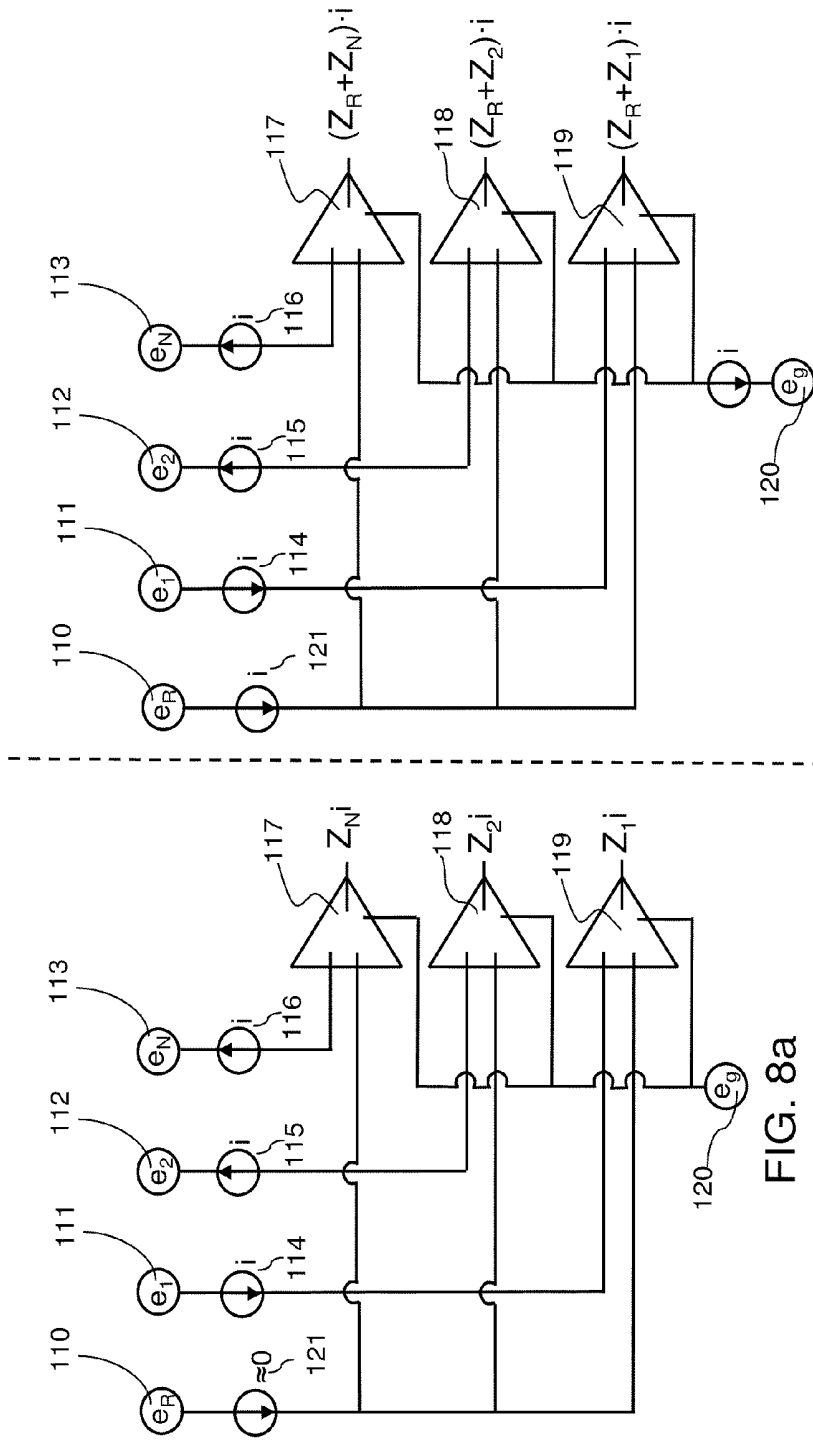 110
111
112
113
e_R
e_1
e_2
e_N
≈0
i
i
i
121
114
115
116
117
Z_N i
118
Z_2 i
119
Z_1 i
e_g
120
FIG. 8a
110
111
112
113
e_R
e_1
e_2
e_N
i
i
i
i
121
114
115
116
117
(Z_R+Z_N)·i
118
(Z_R+Z_2)·i
119
(Z_R+Z_1)·i
i
e_g
120